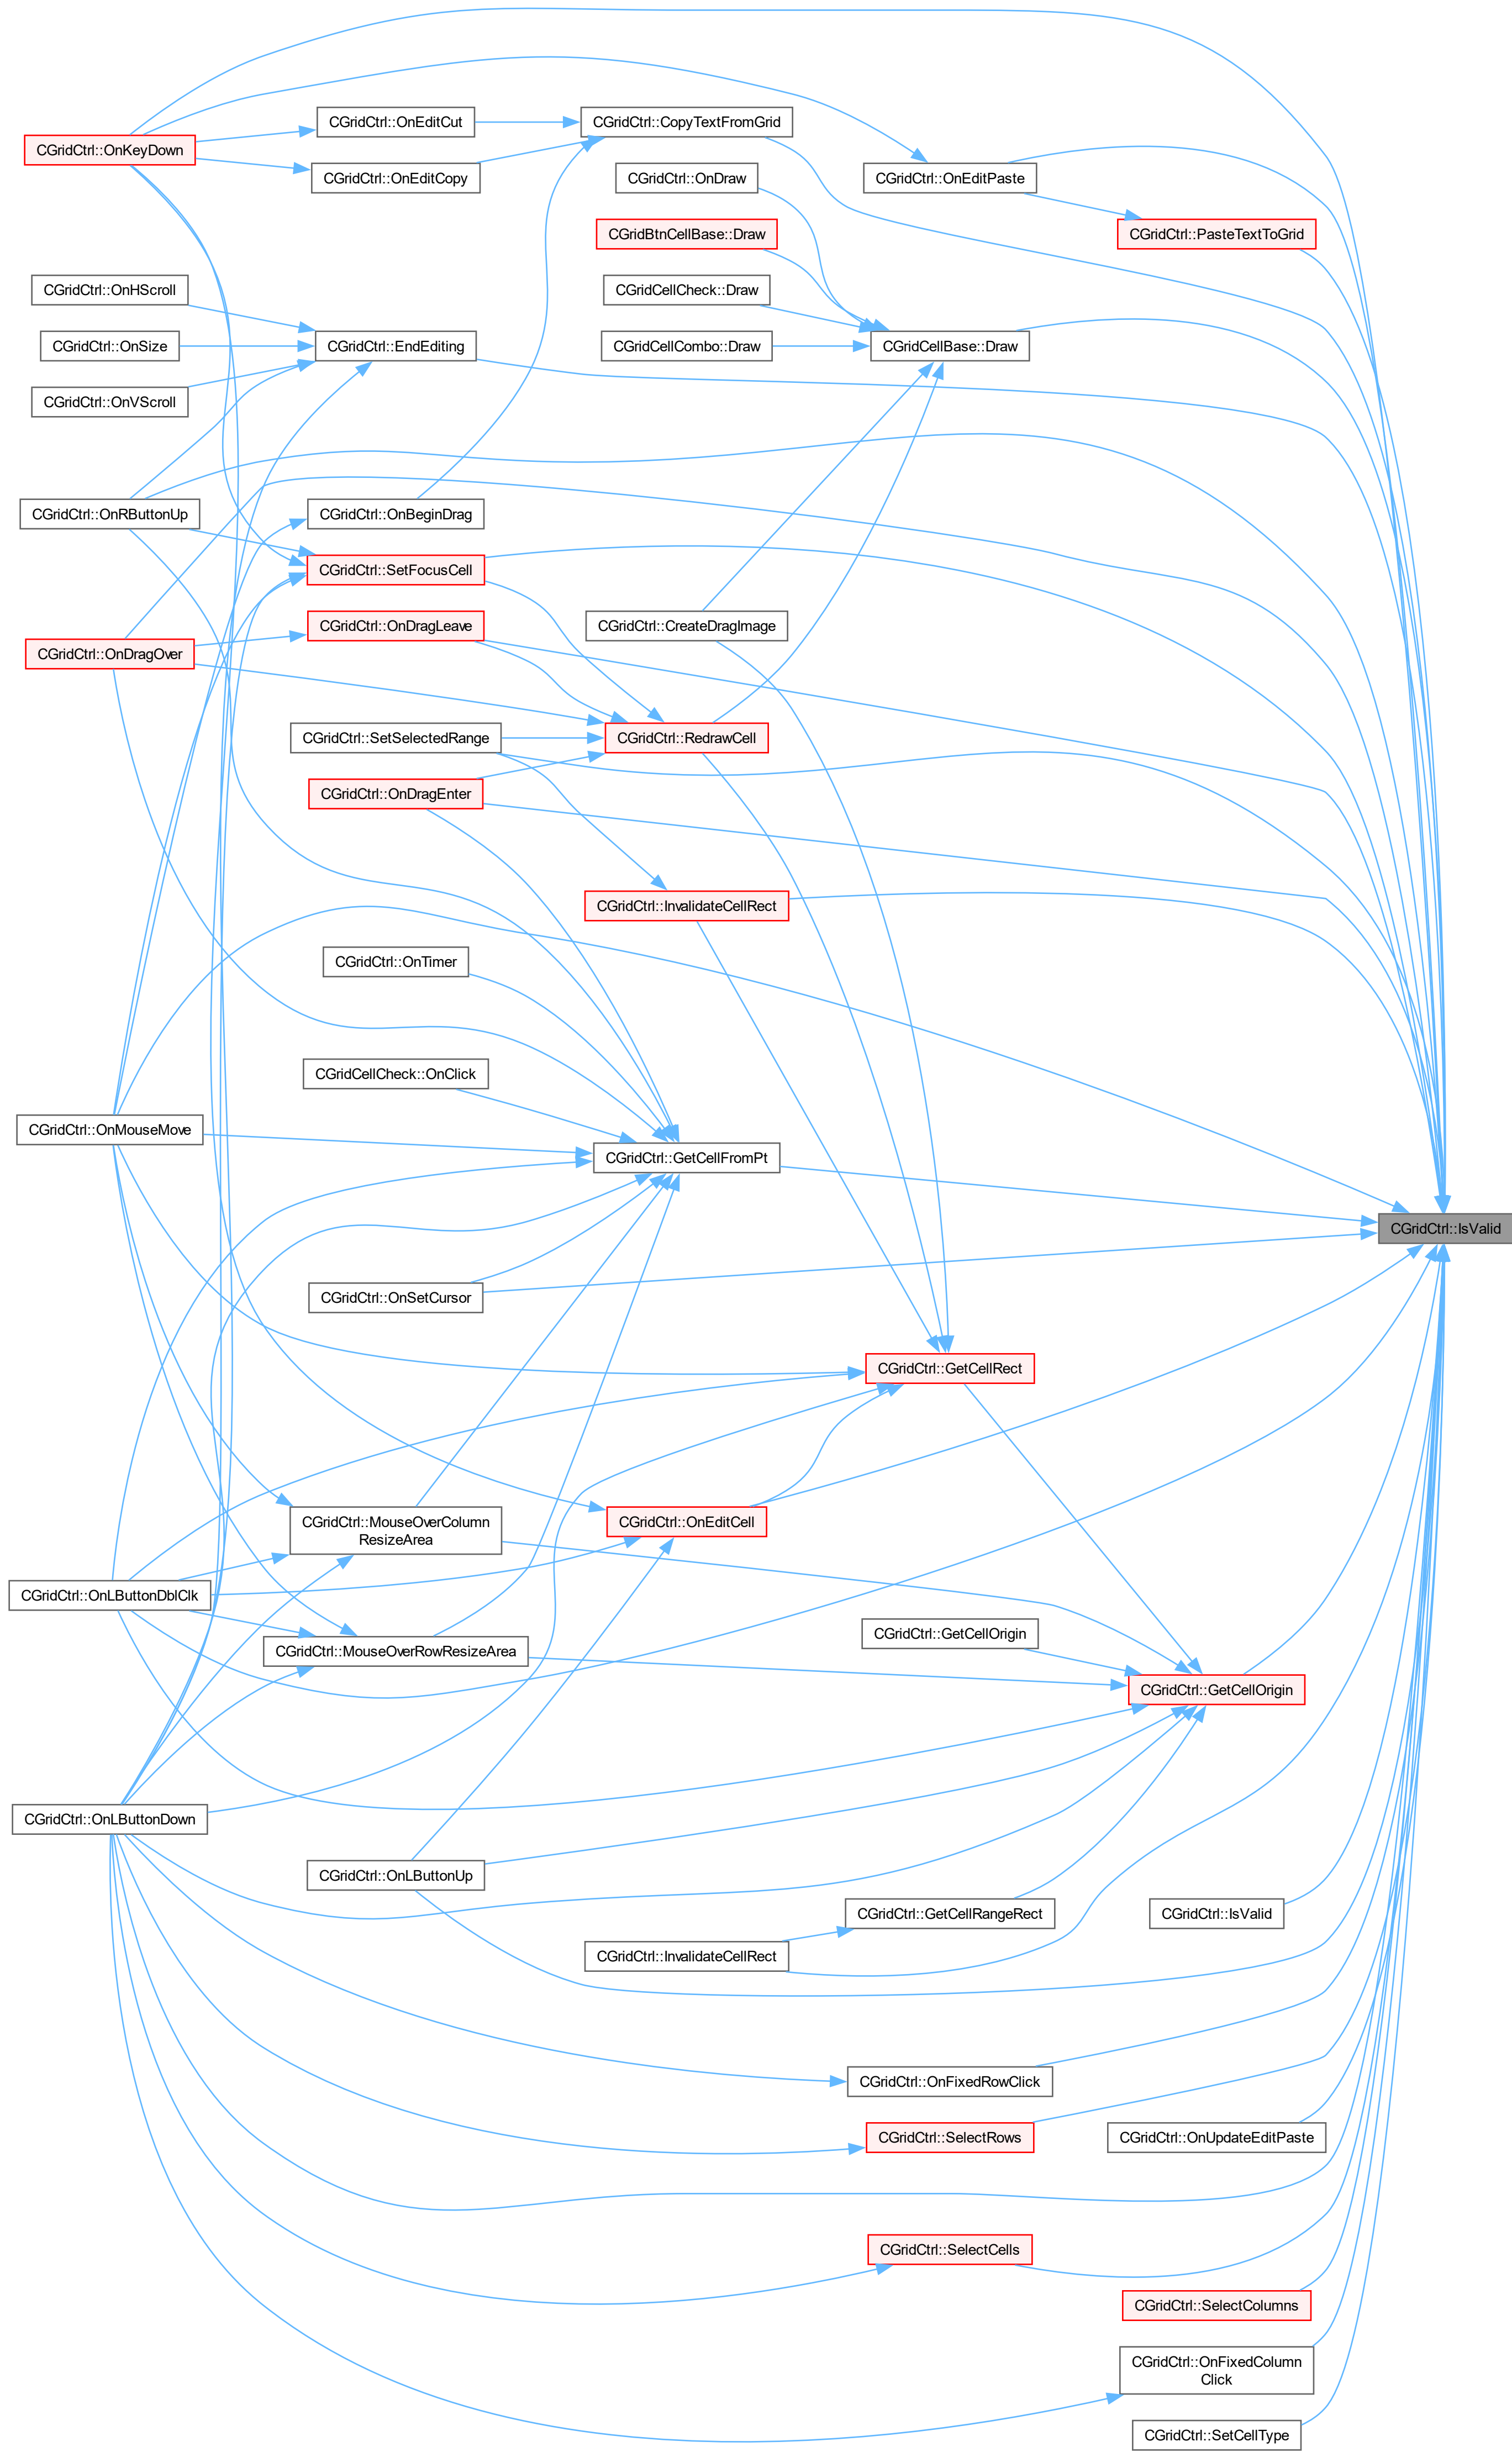 CGridCtrl::OnEditCut
CGridCtrl::CopyTextFromGrid
CGridCtrl::OnKeyDown
CGridCtrl::OnEditCopy
CGridCtrl::OnDraw
CGridCtrl::OnEditPaste
CGridBtnCellBase::Draw
CGridCtrl::PasteTextToGrid
CGridCtrl::OnHScroll
CGridCellCheck::Draw
CGridCtrl::OnSize
CGridCtrl::EndEditing
CGridCellCombo::Draw
CGridCellBase::Draw
CGridCtrl::OnVScroll
CGridCtrl::OnRButtonUp
CGridCtrl::OnBeginDrag
CGridCtrl::SetFocusCell
CGridCtrl::OnDragLeave
CGridCtrl::CreateDragImage
CGridCtrl::OnDragOver
CGridCtrl::SetSelectedRange
CGridCtrl::RedrawCell
CGridCtrl::OnDragEnter
CGridCtrl::InvalidateCellRect
CGridCtrl::OnTimer
CGridCellCheck::OnClick
CGridCtrl::OnMouseMove
CGridCtrl::GetCellFromPt
CGridCtrl::IsValid
CGridCtrl::OnSetCursor
CGridCtrl::GetCellRect
CGridCtrl::MouseOverColumn
ResizeArea
CGridCtrl::OnEditCell
CGridCtrl::OnLButtonDblClk
CGridCtrl::GetCellOrigin
CGridCtrl::MouseOverRowResizeArea
CGridCtrl::GetCellOrigin
CGridCtrl::OnLButtonDown
CGridCtrl::OnLButtonUp
CGridCtrl::GetCellRangeRect
CGridCtrl::IsValid
CGridCtrl::InvalidateCellRect
CGridCtrl::OnFixedRowClick
CGridCtrl::SelectRows
CGridCtrl::OnUpdateEditPaste
CGridCtrl::SelectCells
CGridCtrl::SelectColumns
CGridCtrl::OnFixedColumn
Click
CGridCtrl::SetCellType